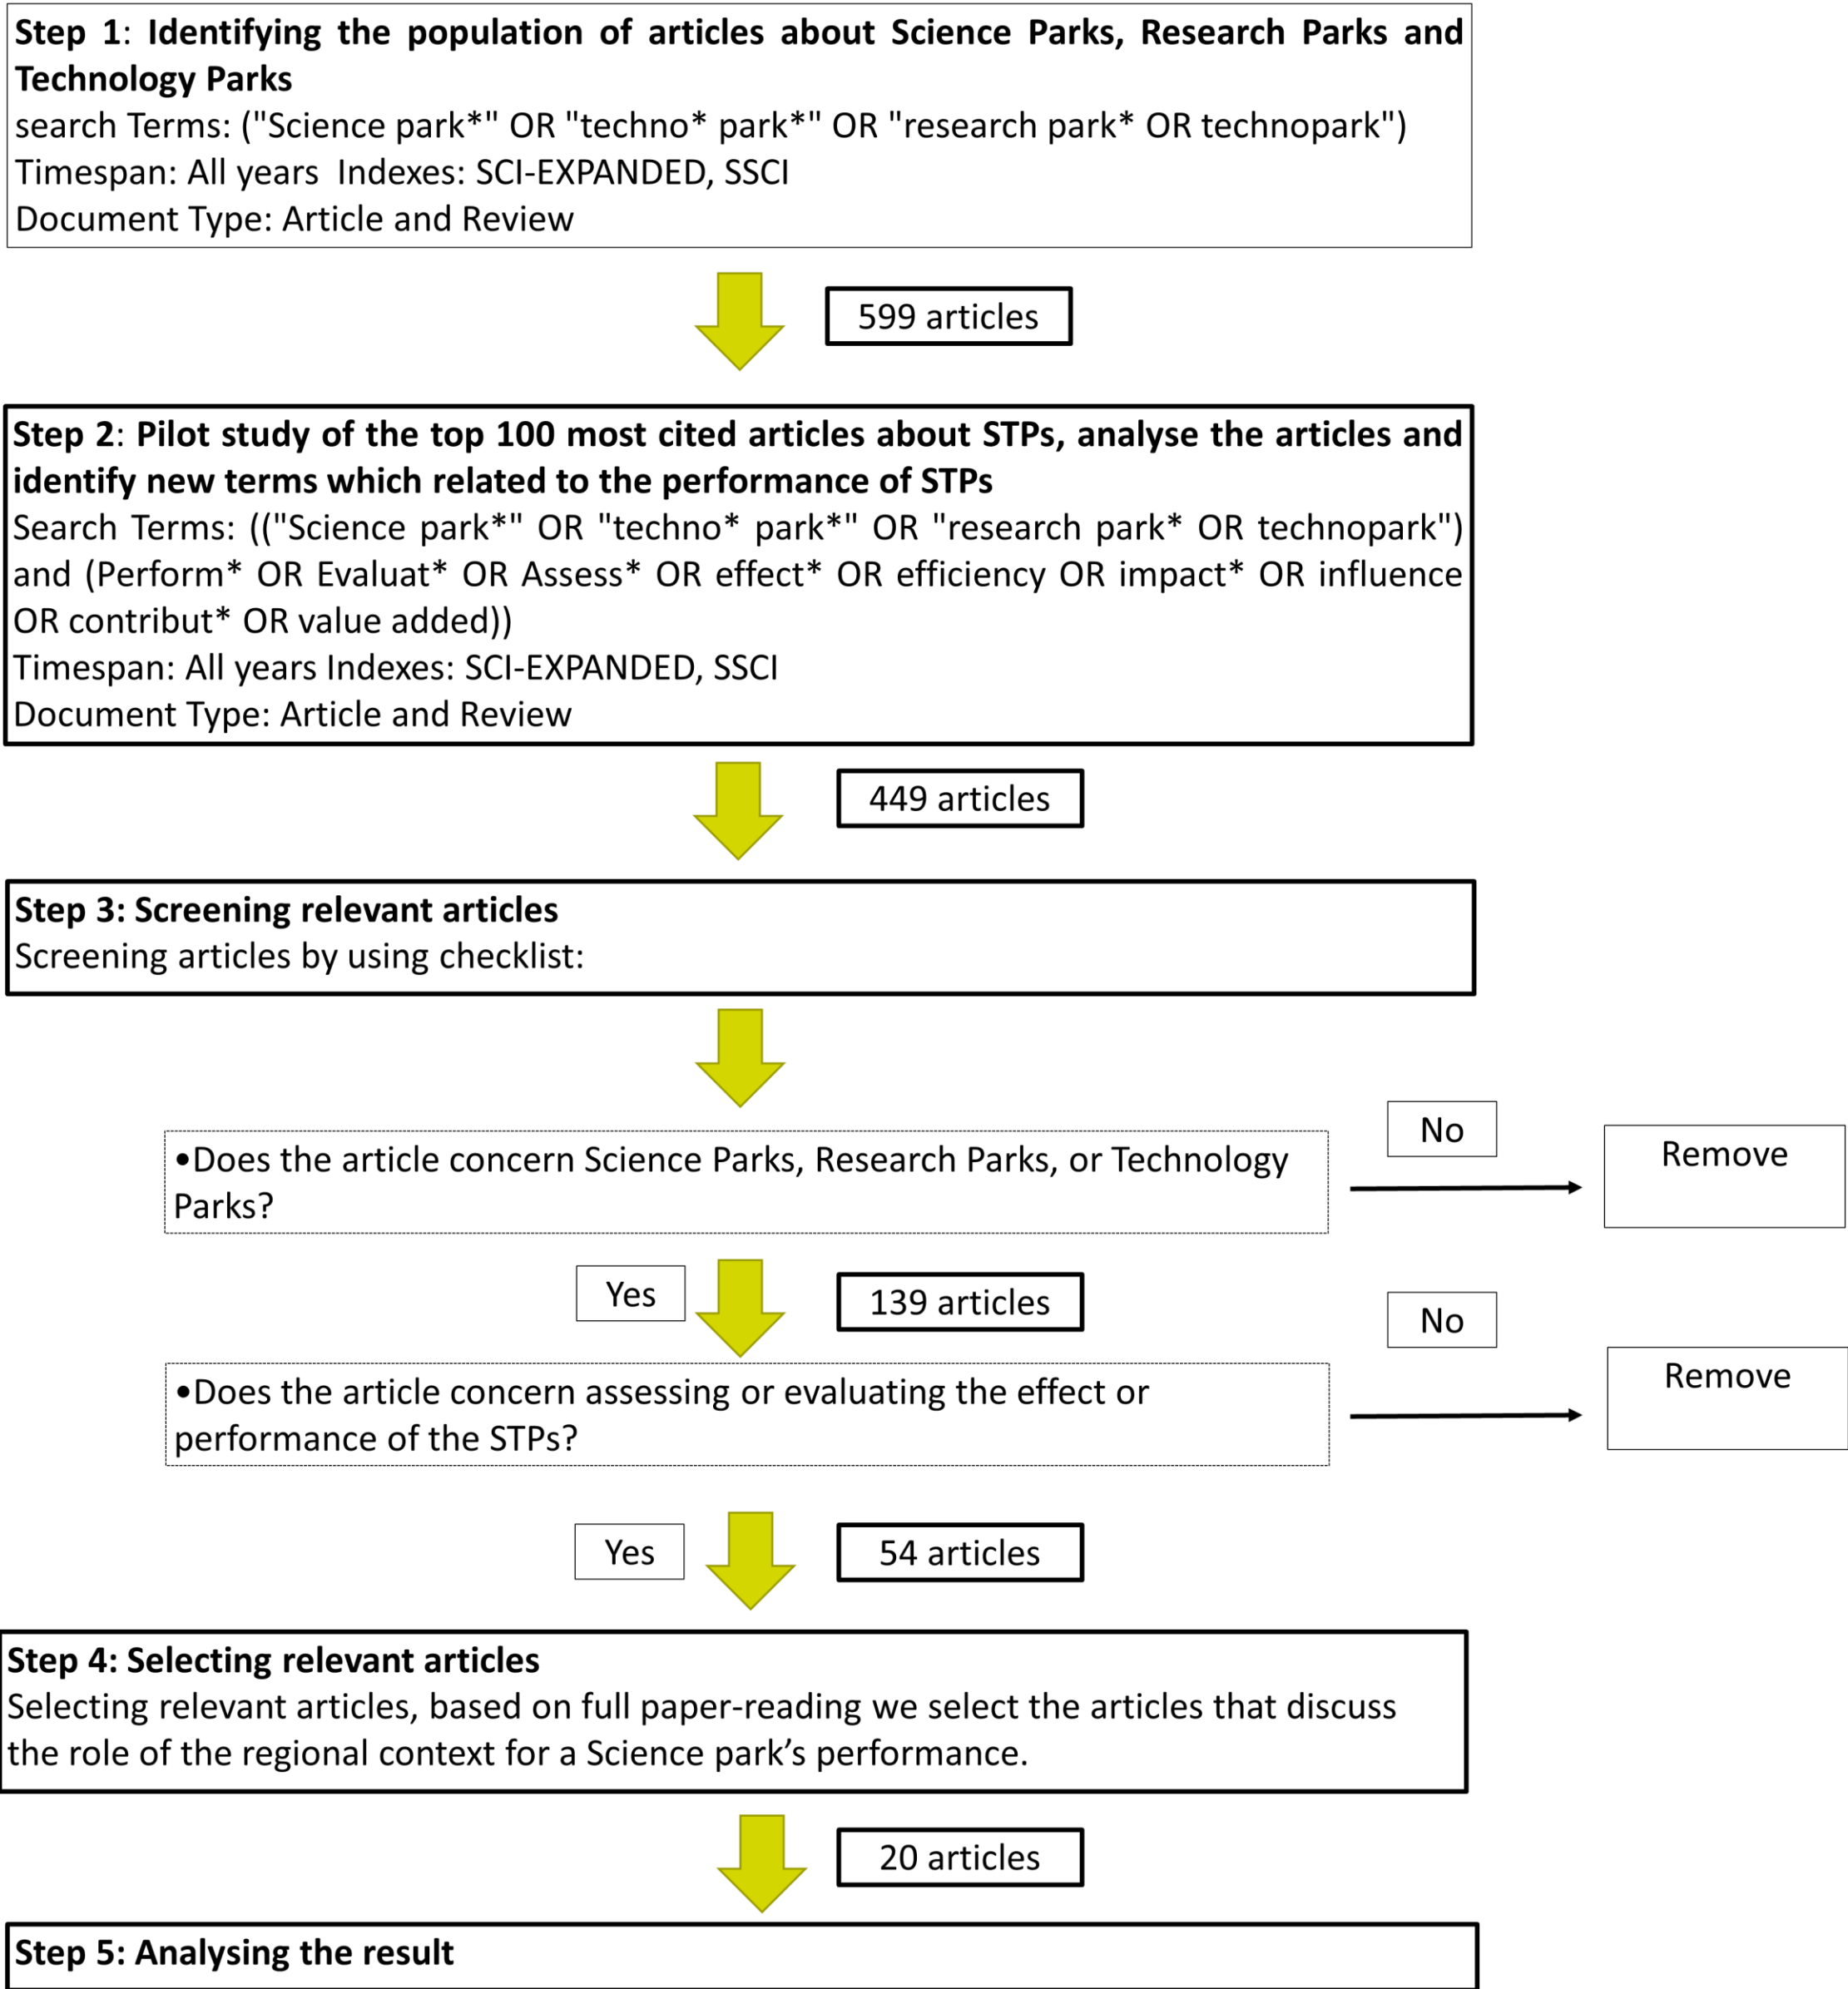 Step 1: Identifying the population of articles about Science Parks, Research Parks and
Technology Parks
search Terms: ("Science park*" OR "techno* park*" OR "research park* OR technopark")
Timespan: All years  Indexes: SCI-EXPANDED, SSCI
Document Type: Article and Review
599 articles
Step 2: Pilot study of the top 100 most cited articles about STPs, analyse the articles and
identify new terms which related to the performance of STPs
Search Terms: (("Science park*" OR "techno* park*" OR "research park* OR technopark")
and (Perform* OR Evaluat* OR Assess* OR effect* OR efficiency OR impact* OR influence
OR contribut* OR value added))
Timespan: All years Indexes: SCI-EXPANDED, SSCI
Document Type: Article and Review
449 articles
Step 3: Screening relevant articles
Screening articles by using checklist:
•Does the article concern Science Parks, Research Parks, or Technology
Parks?
No
Remove
Yes
139 articles
•Does the article concern assessing or evaluating the effect or
performance of the STPs?
No
Remove
Yes
54 articles
Step 4: Selecting relevant articles
Selecting relevant articles, based on full paper-reading we select the articles that discuss
the role of the regional context for a Science park’s performance.
20 articles
Step 5: Analysing the result